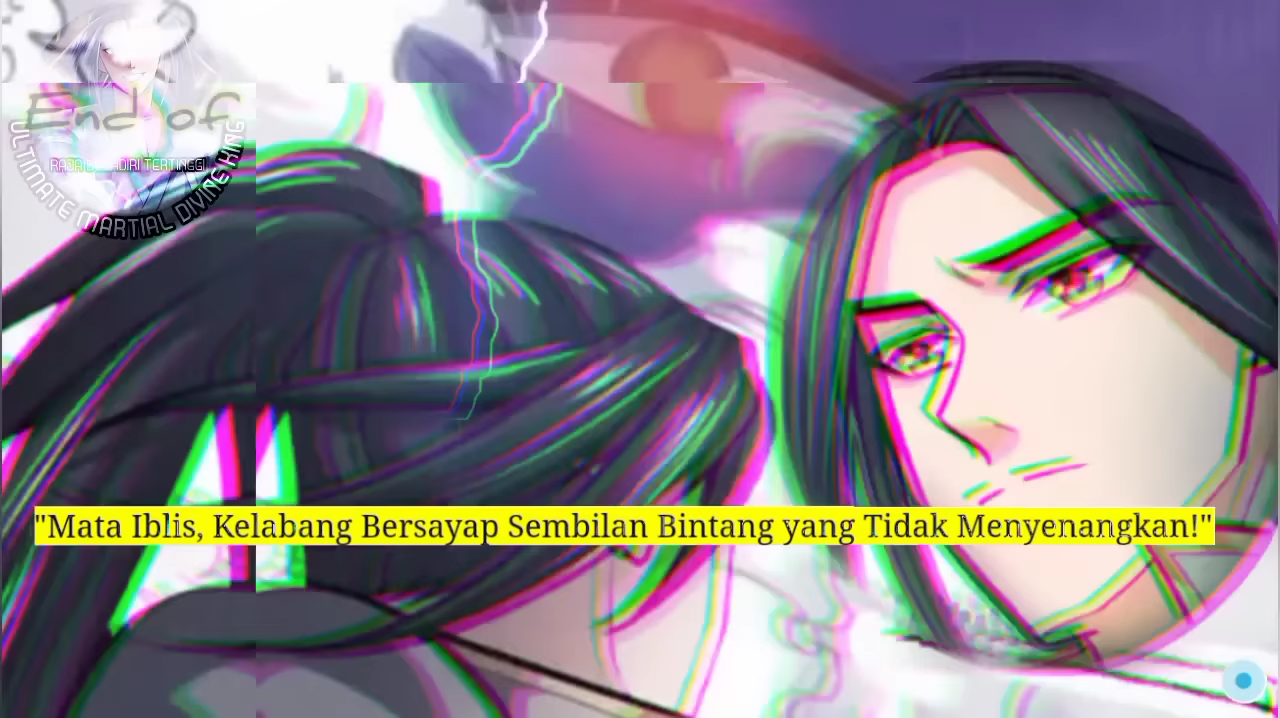 End of
ULTIMATE MARTIAL DIVINE KING
"Mata Iblis, Kelabang Bersayap Sembilan Bintang yang Tidak Menyenangkan!"